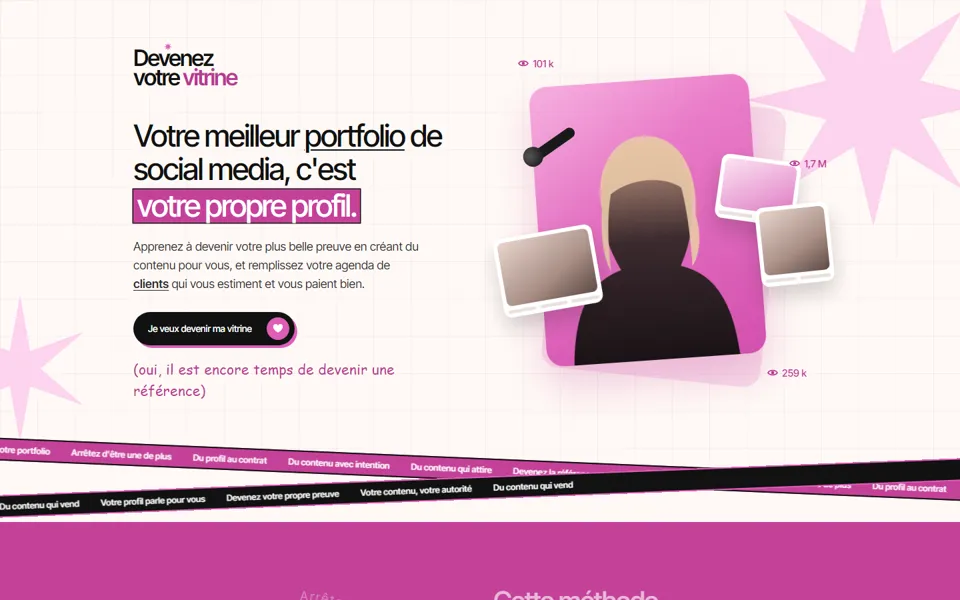 Devenez
votre vitrine
101 k
Votre meilleur portfolio de
social media, c'est
votre propre profil.
1,7 M
Apprenez à devenir votre plus belle preuve en créant du
contenu pour vous, et remplissez votre agenda de
clients qui vous estiment et vous paient bien.
Je veux devenir ma vitrine
(oui, il est encore temps de devenir une
référence)
259 k
portfolio Arrêtez d'être une de plus Du profil au contrat Du contenu avec intention Du contenu qui attire Devenez la
plus Du profil au contrat
Du contenu qui vend Votre profil parle pour vous Devenez votre propre preuve Votre contenu, votre autorité Du contenu qui vend
Cette méthode